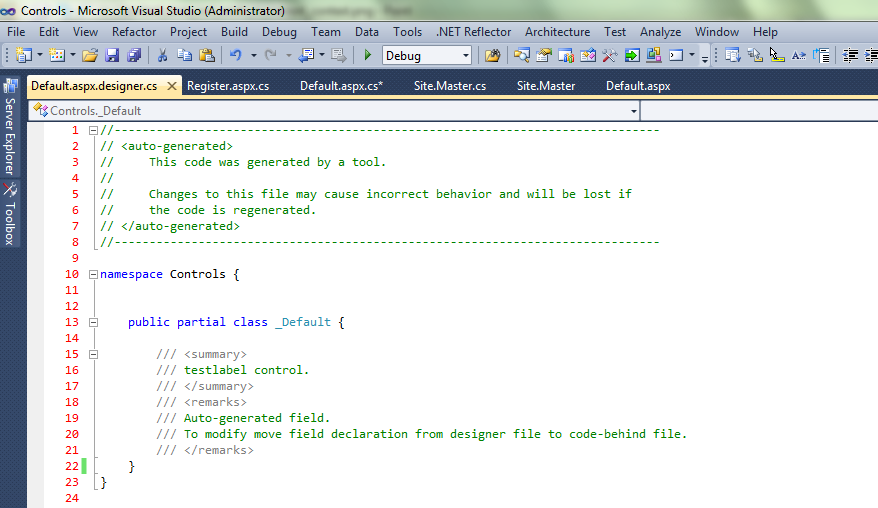 Controls - Microsoft Visual Studio (Administrator)
File Edit View Refactor Project Build Debug Team Data Tools .NET Reflector Architecture Test Analyze Window Help
Debug
Default.aspx.designer.cs Register.aspx.cs Default.aspx.cs* Site.Master.cs Site.Master Default.aspx
Controls._Default
Server Explorer
Toolbox
1 //------------------------------------------------------------------------------
2 // <auto-generated>
3 //     This code was generated by a tool.
4 //
5 //     Changes to this file may cause incorrect behavior and will be lost if
6 //     the code is regenerated.
7 // </auto-generated>
8 //------------------------------------------------------------------------------
9
10 namespace Controls {
11
12
13     public partial class _Default {
14
15         /// <summary>
16         /// testlabel control.
17         /// </summary>
18         /// <remarks>
19         /// Auto-generated field.
20         /// To modify move field declaration from designer file to code-behind file.
21         /// </remarks>
22     }
23 }
24